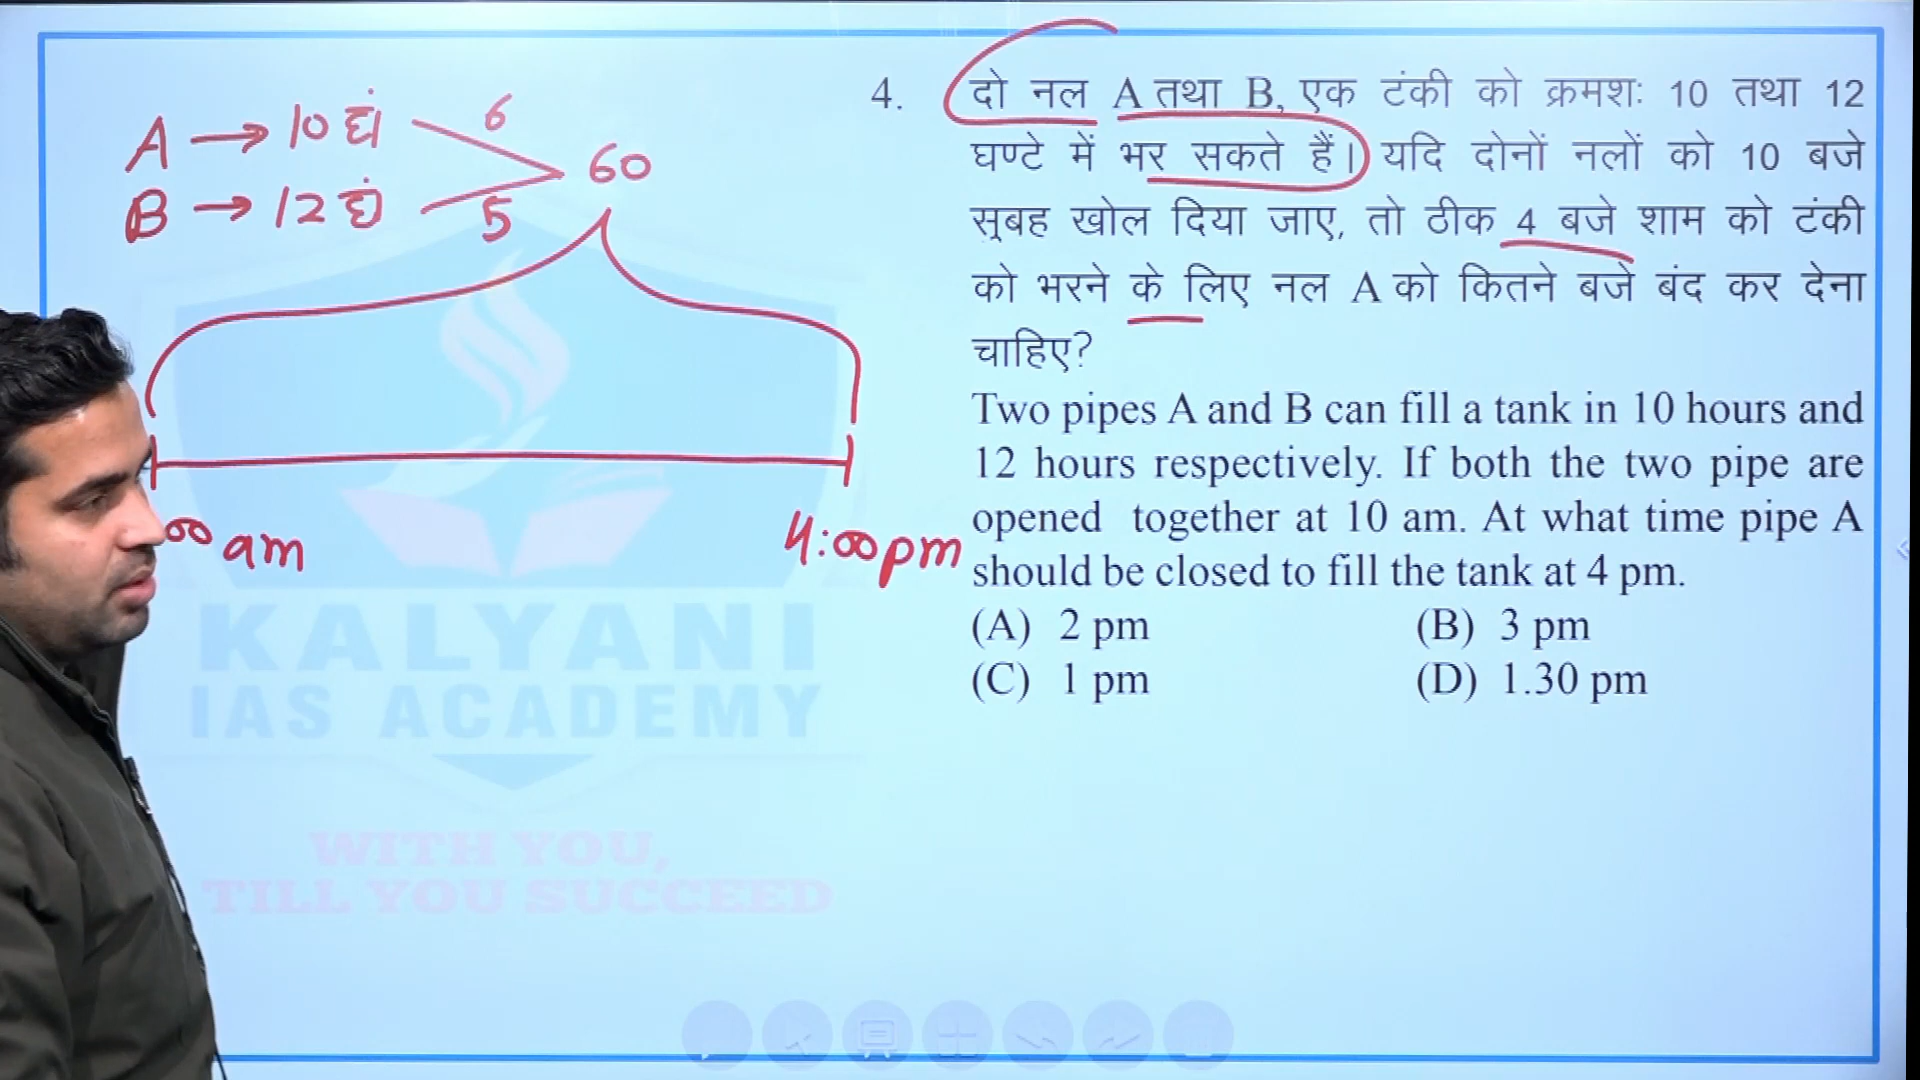 A → 10 घं 6
60
B → 12 घं 5
00 am
4:00pm
4. दो नल A तथा B, एक टंकी को क्रमशः 10 तथा 12
घण्टे में भर सकते हैं। यदि दोनों नलों को 10 बजे
सुबह खोल दिया जाए, तो ठीक 4 बजे शाम को टंकी
को भरने के लिए नल A को कितने बजे बंद कर देना
चाहिए?
Two pipes A and B can fill a tank in 10 hours and
12 hours respectively. If both the two pipe are
opened together at 10 am. At what time pipe A
should be closed to fill the tank at 4 pm.
(A) 2 pm (B) 3 pm
(C) 1 pm (D) 1.30 pm
KALYANI
IAS ACADEMY
WITH YOU,
TILL YOU SUCCEED